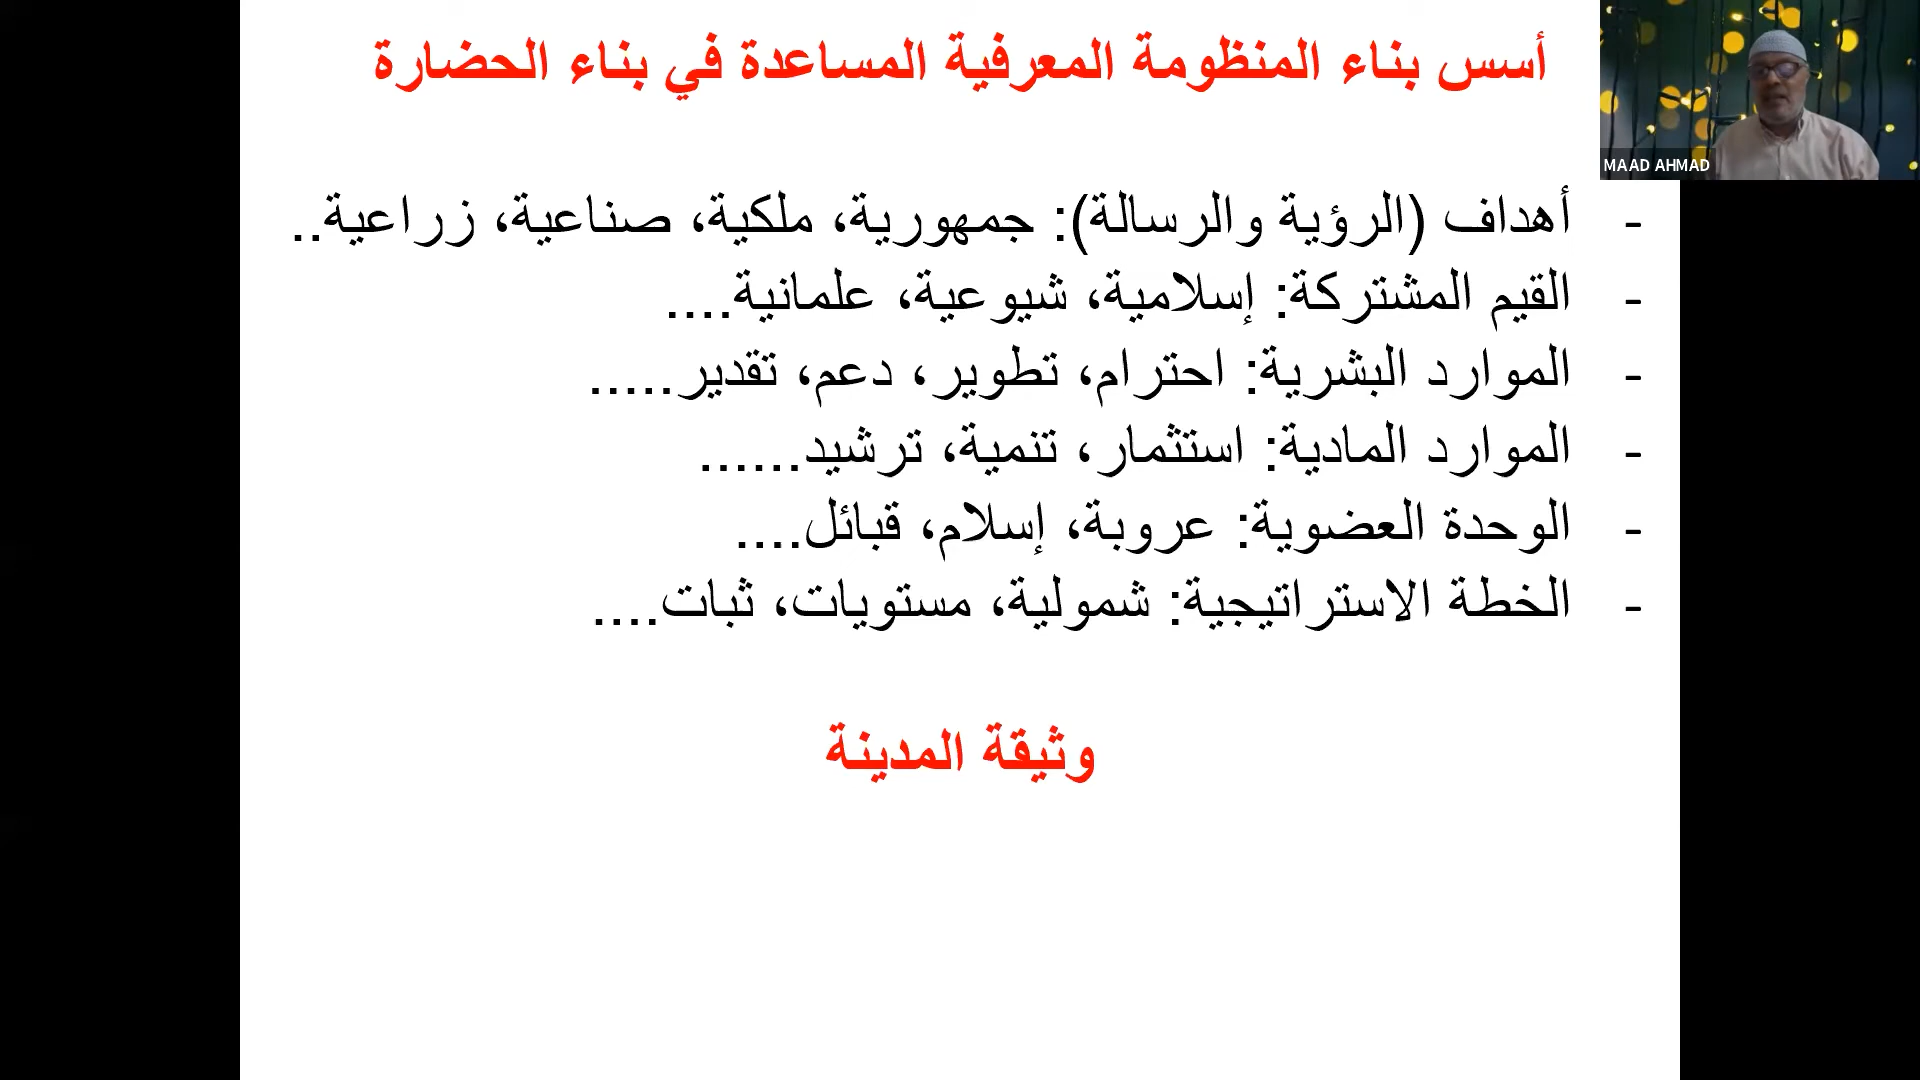 أسس بناء المنظومة المعرفية المساعدة في بناء الحضارة
MAAD AHMAD
- أهداف (الرؤية والرسالة): جمهورية، ملكية، صناعية، زراعية..
- القيم المشتركة: إسلامية، شيوعية، علمانية....
- الموارد البشرية: احترام، تطوير، دعم، تقدير.....
- الموارد المادية: استثمار، تنمية، ترشيد......
- الوحدة العضوية: عروبة، إسلام، قبائل....
- الخطة الاستراتيجية: شمولية، مستويات، ثبات....
وثيقة المدينة